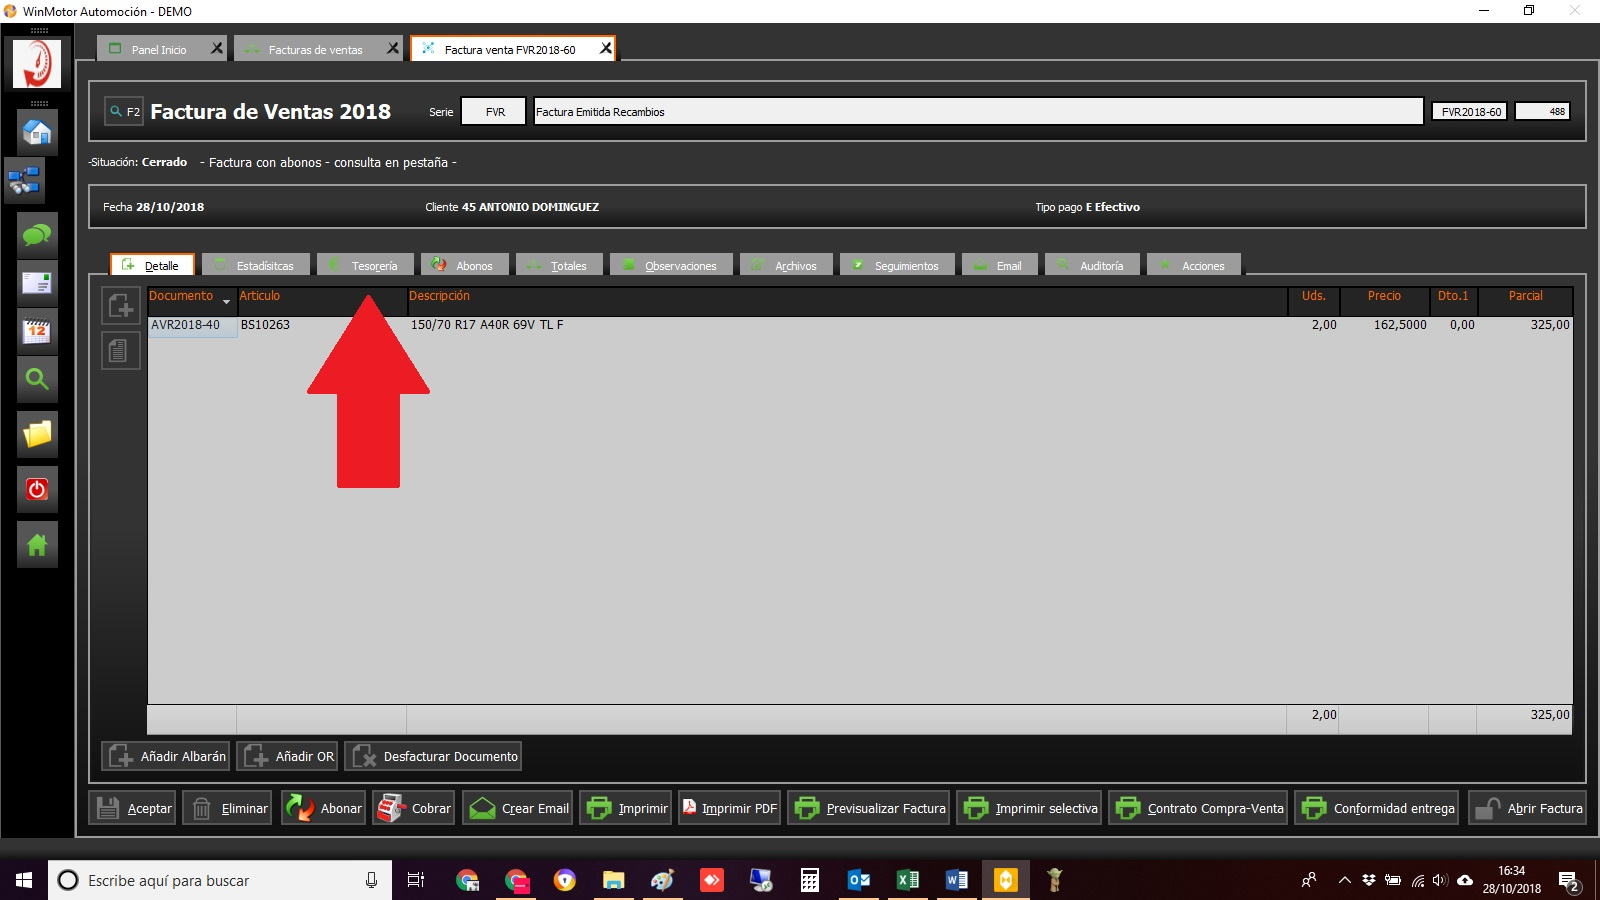 WinMotor Automoción - DEMO
Panel Inicio
Facturas de ventas
Factura venta FVR2018-60
F2
Factura de Ventas 2018
Serie
FVR
Factura Emitida Recambios
FVR2018-60
488
-Situación: Cerrado - Factura con abonos - consulta en pestaña -
Fecha 28/10/2018
Cliente 45 ANTONIO DOMINGUEZ
Tipo pago E Efectivo
Detalle
Estadísitcas
Tesorería
Abonos
Totales
Observaciones
Archivos
Seguimientos
Email
Auditoría
Acciones
Documento
Articulo
Descripción
Uds.
Precio
Dto.1
Parcial
AVR2018-40
BS10263
150/70 R17 A40R 69V TL F
2,00
162,5000
0,00
325,00
12
2,00
325,00
Añadir Albarán
Añadir OR
Desfacturar Documento
Aceptar
Eliminar
Abonar
Cobrar
Crear Email
Imprimir
Imprimir PDF
Previsualizar Factura
Imprimir selectiva
Contrato Compra-Venta
Conformidad entrega
Abrir Factura
Escribe aquí para buscar
16:34
28/10/2018
2